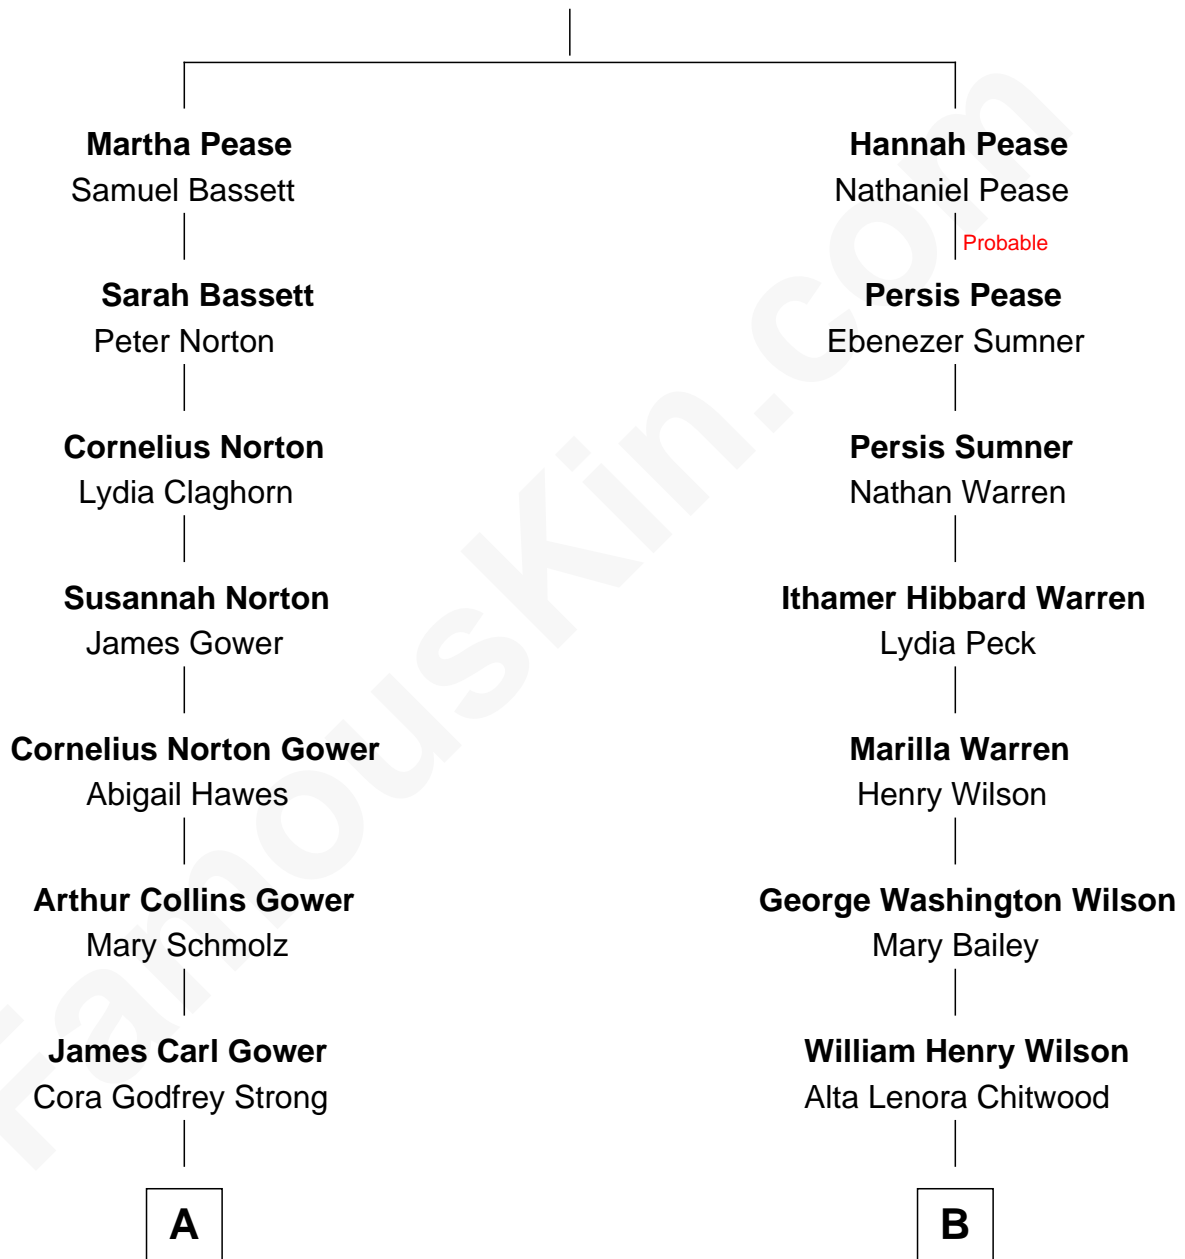 Martha Pease
Samuel Bassett
Sarah Bassett
Peter Norton
Cornelius Norton
Lydia Claghorn
Susannah Norton
James Gower
Cornelius Norton Gower
Abigail Hawes
Arthur Collins Gower
Mary Schmolz
James Carl Gower
Cora Godfrey Strong
A
Hannah Pease
Nathaniel Pease
Probable
Persis Pease
Ebenezer Sumner
Persis Sumner
Nathan Warren
Ithamer Hibbard Warren
Lydia Peck
Marilla Warren
Henry Wilson
George Washington Wilson
Mary Bailey
William Henry Wilson
Alta Lenora Chitwood
B
FamousKin.com